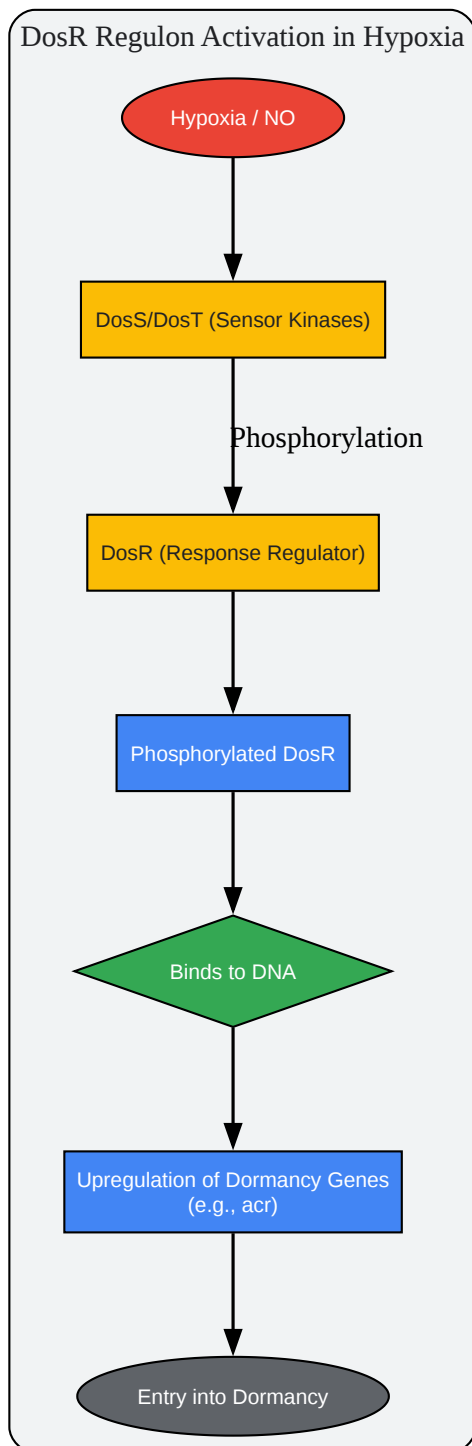 DosR Regulon Activation in Hypoxia
Hypoxia / NO
DosS/DosT (Sensor Kinases)
Phosphorylation
DosR (Response Regulator)
Phosphorylated DosR
Binds to DNA
Upregulation of Dormancy Genes
(e.g., acr)
Entry into Dormancy